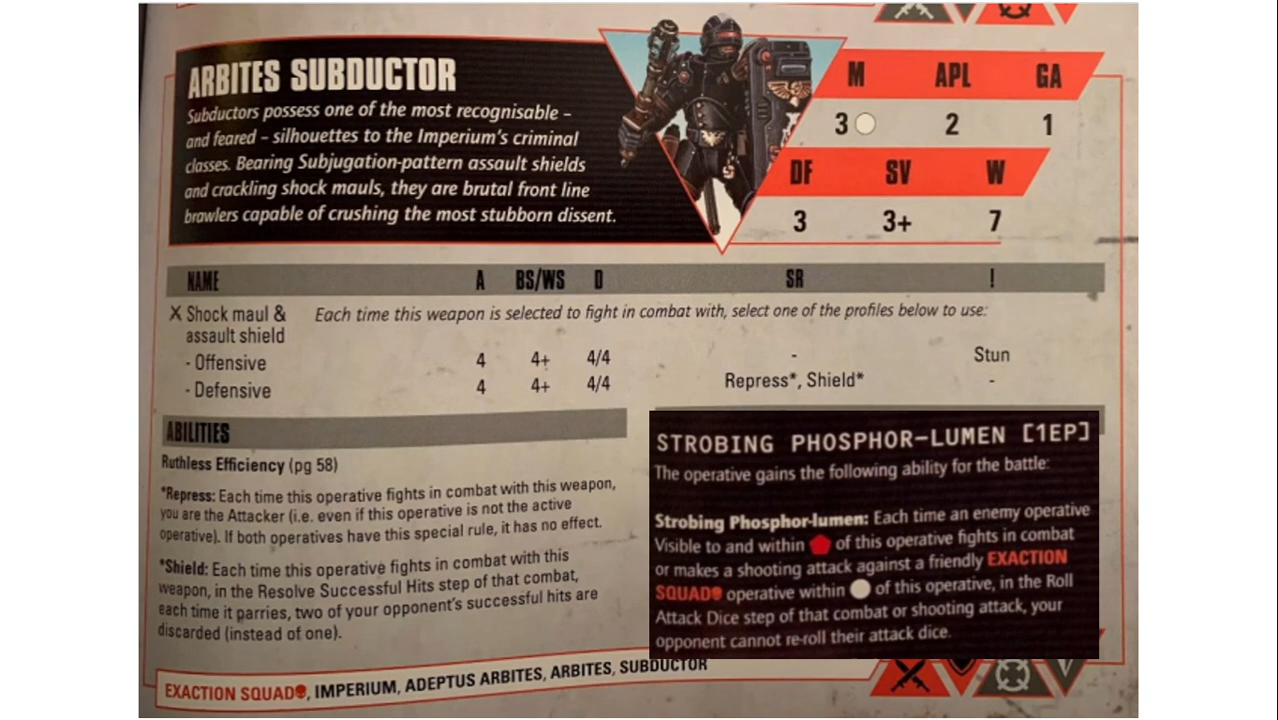 ARBITES SUBDUCTOR
Subductors possess one of the most recognisable –
and feared – silhouettes to the Imperium's criminal
classes. Bearing Subjugation-pattern assault shields
and crackling shock mauls, they are brutal front line
brawlers capable of crushing the most stubborn dissent.
M APL GA
3 2 1
DF SV W
3 3+ 7
NAME A BS/WS D SR !
Shock maul & Each time this weapon is selected to fight in combat with, select one of the profiles below to use:
assault shield
- Offensive 4 4+ 4/4 - Stun
- Defensive 4 4+ 4/4 Repress*, Shield* -
ABILITIES
Ruthless Efficiency (pg 58)
*Repress: Each time this operative fights in combat with this weapon,
you are the Attacker (i.e. even if this operative is not the active
operative). If both operatives have this special rule, it has no effect.
*Shield: Each time this operative fights in combat with this
weapon, in the Resolve Successful Hits step of that combat,
each time it parries, two of your opponent's successful hits are
discarded (instead of one).
STROBING PHOSPHOR-LUMEN [1EP]
The operative gains the following ability for the battle:
Strobing Phosphor-lumen: Each time an enemy operative
Visible to and within of this operative fights in combat
or makes a shooting attack against a friendly EXACTION
SQUAD operative within of this operative, in the Roll
Attack Dice step of that combat or shooting attack, your
opponent cannot re-roll their attack dice.
EXACTION SQUAD, IMPERIUM, ADEPTUS ARBITES, ARBITES, SUBDUCTOR